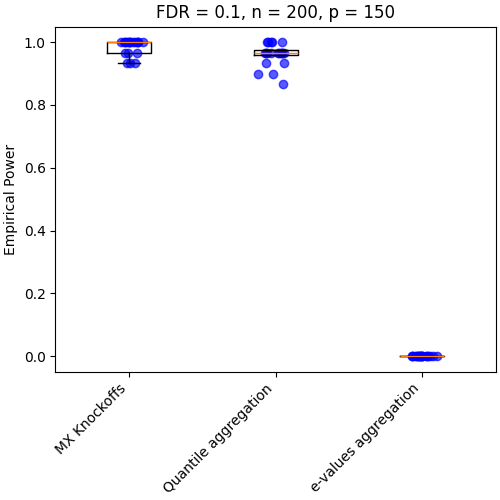 FDR = 0.1, n = 200, p = 150
Empirical Power
1.0
0.8
0.6
0.4
0.2
0.0
MX Knockoffs
Quantile aggregation
e-values aggregation